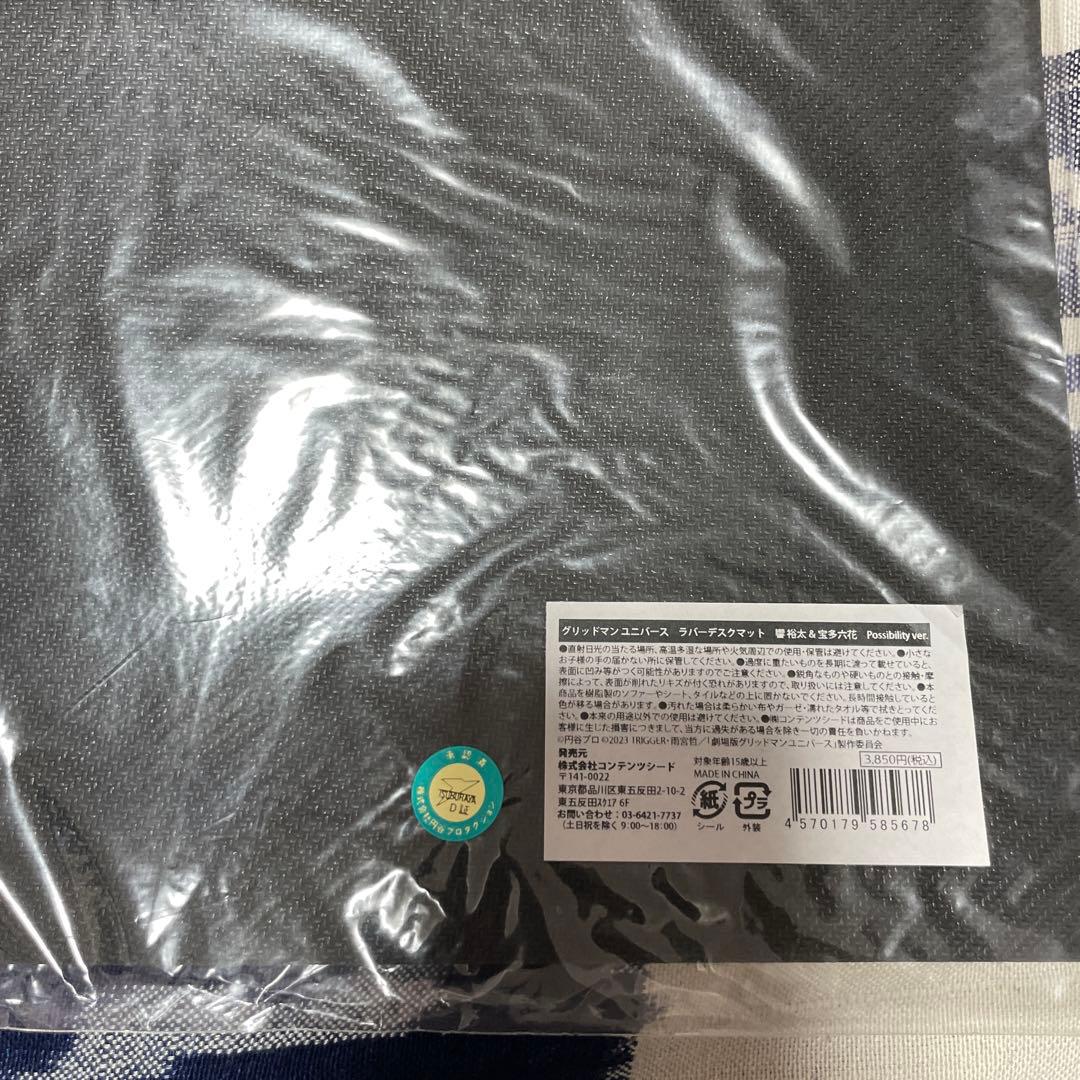 グリッドマン ユニバース ラバーデスクマット 響 裕太 & 宝多六花 Possibility ver.
●直射日光の当たる場所、高温多湿な場所や火気周辺での使用・保管は避けてください。●小さな
お子様の手の届かない所に保管してください。●過度に重たいものを長期に渡って載せていると、
表面に凹み等がつく可能性がありますのでご注意ください。●鋭角なものや硬いものとの接触・摩
擦によって、表面が削れたりキズが付く恐れがありますので、取り扱いには注意してください。●本
商品を樹脂製のソファーやシート、タイルなどの上に置かないでください。長時間接触していると
色が移る場合があります。●汚れた場合は柔らかい布やガーゼ・濡れたタオル等で拭きとってくだ
さい。●本来の用途以外での使用は避けてください。●㈱コンテンツシードは商品をご使用中にお
客様に生じた損害につきまして、当方に過失がある場合を除き一切の責任を負いかねます。
©円谷プロ ©2023 TRIGGER・雨宮哲/「劇場版グリッドマンユニバース」製作委員会
発売元
株式会社コンテンツシード
〒141-0022
東京都品川区東五反田2-10-2
東五反田ｽｸｴｱ 6F
お問い合わせ：03-6421-7737
（土日祝を除く 9:00〜18:00）
対象年齢15歳以上
MADE IN CHINA
3,850円(税込)
紙
シール
プラ
外装
4 570179 585678
承認済
TSUBURAYA
D 証
株式会社円谷プロダクション